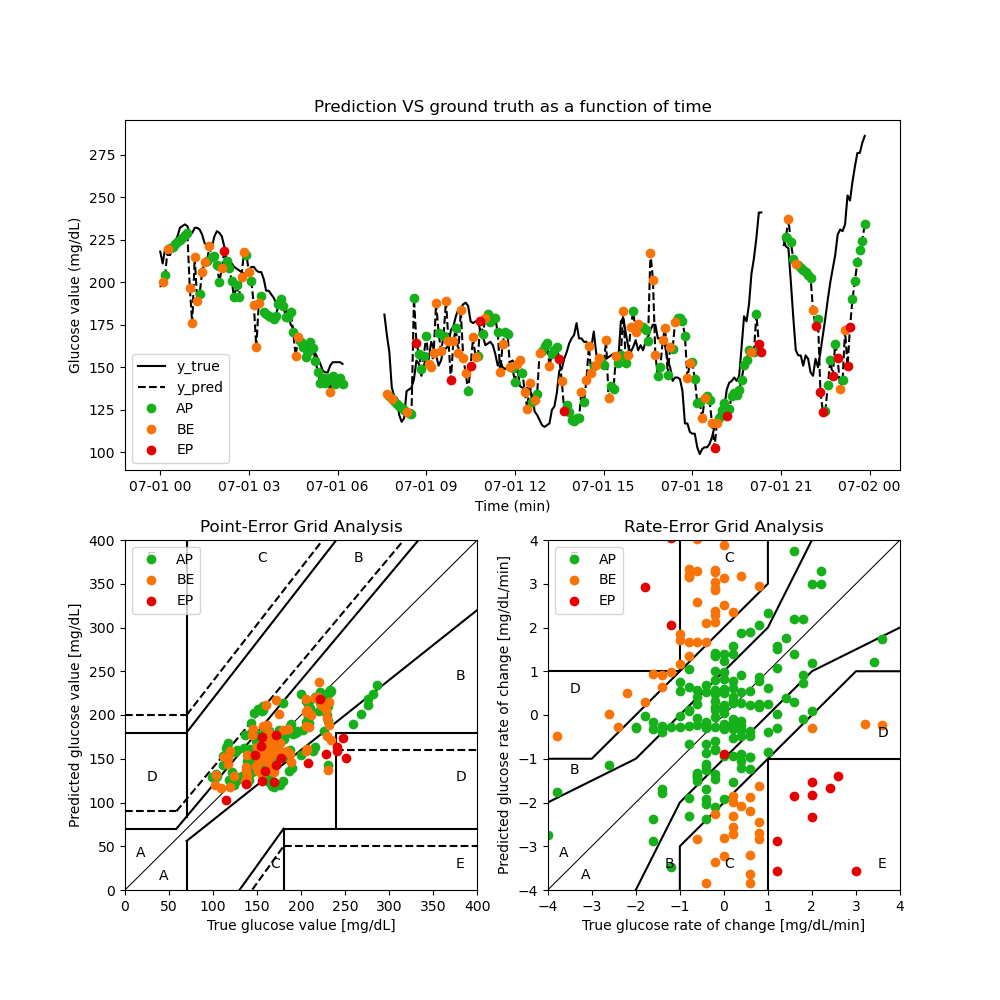 Prediction VS ground truth as a function of time
Glucose value (mg/dL)
275
250
225
200
175
150
125
100
y_true
y_pred
AP
BE
EP
07-01 00 07-01 03 07-01 06 07-01 09 07-01 12 07-01 15 07-01 18 07-01 21 07-02 00
Time (min)
Point-Error Grid Analysis
Predicted glucose value [mg/dL]
400
350
300
250
200
150
100
50
0
AP
BE
EP
C
B
B
D
D
A
A
C
E
0 50 100 150 200 250 300 350 400
True glucose value [mg/dL]
Rate-Error Grid Analysis
Predicted glucose rate of change [mg/dL/min]
4
3
2
1
0
−1
−2
−3
−4
AP
BE
EP
C
D
D
B
A
A
B
C
E
−4 −3 −2 −1 0 1 2 3 4
True glucose rate of change [mg/dL/min]